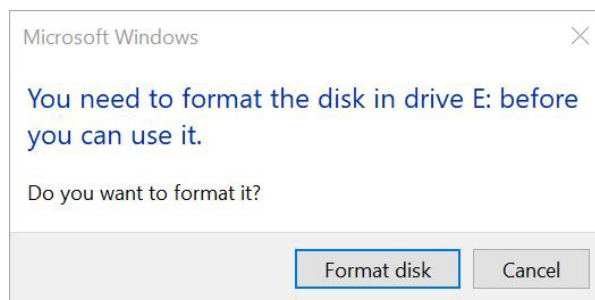 Microsoft Windows
You need to format the disk in drive E: before
you can use it.
Do you want to format it?
Format disk
Cancel